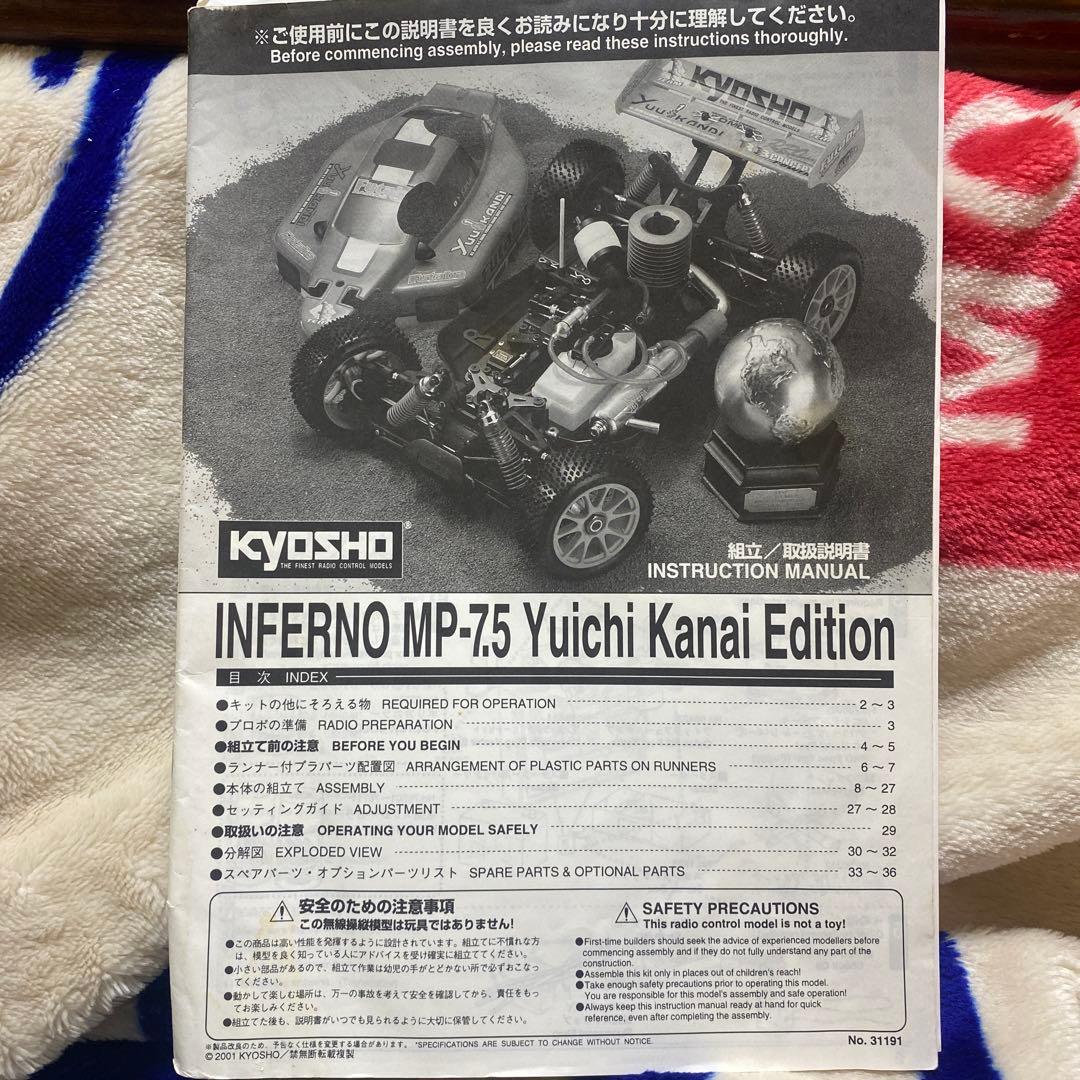 ※ご使用前にこの説明書を良くお読みになり十分に理解してください。
Before commencing assembly, please read these instructions thoroughly.
KYOSHO
THE FINEST RADIO CONTROL MODELS
Yuu1 KANAI
CONCEPT
Yuu1 KANAI
KYOSHO®
THE FINEST RADIO CONTROL MODELS
組立/取扱説明書
INSTRUCTION MANUAL
INFERNO MP-7.5 Yuichi Kanai Edition
目 次 INDEX
●キットの他にそろえる物 REQUIRED FOR OPERATION 2～3
●プロポの準備 RADIO PREPARATION 3
●組立て前の注意 BEFORE YOU BEGIN 4～5
●ランナー付プラパーツ配置図 ARRANGEMENT OF PLASTIC PARTS ON RUNNERS 6～7
●本体の組立て ASSEMBLY 8～27
●セッティングガイド ADJUSTMENT 27～28
●取扱いの注意 OPERATING YOUR MODEL SAFELY 29
●分解図 EXPLODED VIEW 30～32
●スペアパーツ・オプションパーツリスト SPARE PARTS & OPTIONAL PARTS 33～36
安全のための注意事項
この無線操縦模型は玩具ではありません!
●この商品は高い性能を発揮するように設計されています。組立てに不慣れな方
は、模型を良く知っている人にアドバイスを受け確実に組立ててください。
●小さい部品があるので、組立て作業は幼児の手がとどかない所で必ずおこなっ
てください。
●動かして楽しむ場所は、万一の事故を考えて安全を確認してから、責任をもっ
てお楽しみください。
●組立てた後も、説明書がいつでも見られるように大切に保管してください。
SAFETY PRECAUTIONS
This radio control model is not a toy!
●First-time builders should seek the advice of experienced modellers before
commencing assembly and if they do not fully understand any part of the
construction.
●Assemble this kit only in places out of children's reach!
●Take enough safety precautions prior to operating this model.
You are responsible for this model's assembly and safe operation!
●Always keep this instruction manual ready at hand for quick
reference, even after completing the assembly.
※製品改良のため、予告なく仕様を変更する場合があります。 *SPECIFICATIONS ARE SUBJECT TO CHANGE WITHOUT NOTICE.
© 2001 KYOSHO/禁無断転載複製
No. 31191